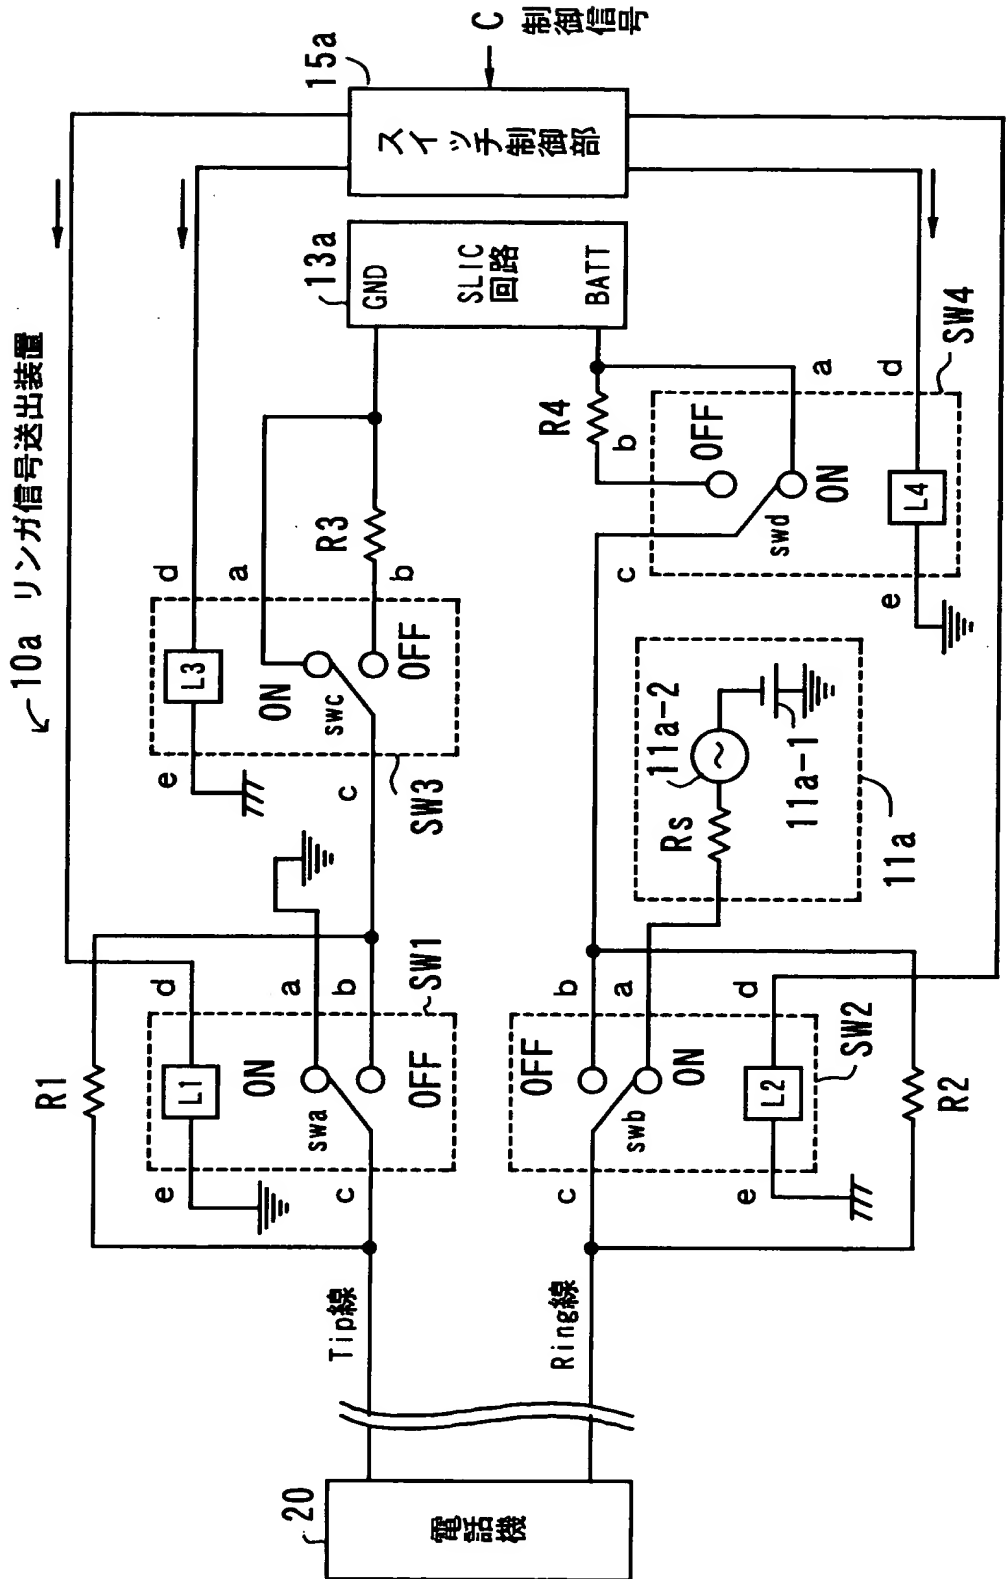 10a リンガ信号送出装置
C 制御信号
15a
スイッチ制御部
13a
GND
SLIC
回路
BATT
R1
d
L1
ON
a
swa
b
OFF
e
c
SW1
d
L3
a
ON
swc
R3
b
OFF
e
c
SW3
R4
b
OFF
a
swd
ON
c
d
L4
e
SW4
11a-2
Rs
11a-1
11a
b
OFF
a
swb
ON
c
d
L2
e
SW2
R2
Tip線
Ring線
20
電話機